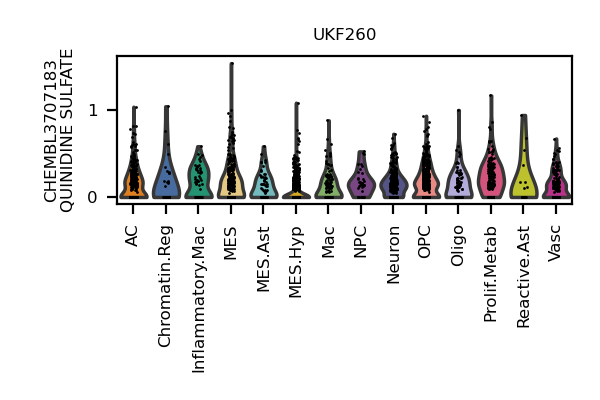 UKF260
CHEMBL3707183
QUINIDINE SULFATE
1
0
AC
Chromatin.Reg
Inflammatory.Mac
MES
MES.Ast
MES.Hyp
Mac
NPC
Neuron
OPC
Oligo
Prolif.Metab
Reactive.Ast
Vasc